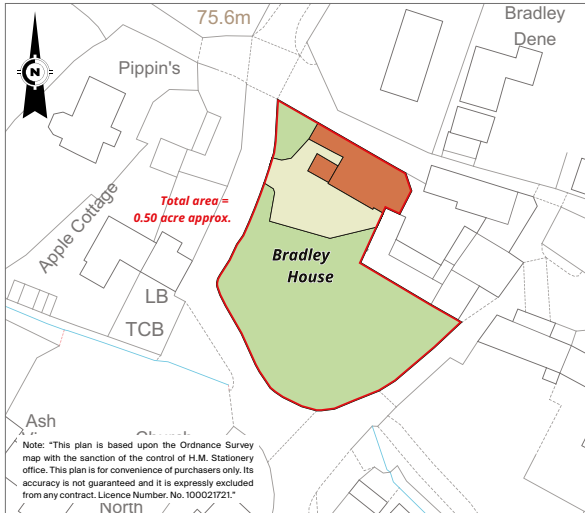 75.6m
Bradley
Dene
N
Pippin's
Total area =
0.50 acre approx.
Apple Cottage
Bradley
House
LB
TCB
Ash
Church
Note: "This plan is based upon the Ordnance Survey
map with the sanction of the control of H.M. Stationery
office. This plan is for convenience of purchasers only. Its
accuracy is not guaranteed and it is expressly excluded
from any contract. Licence Number. No. 100021721."
North